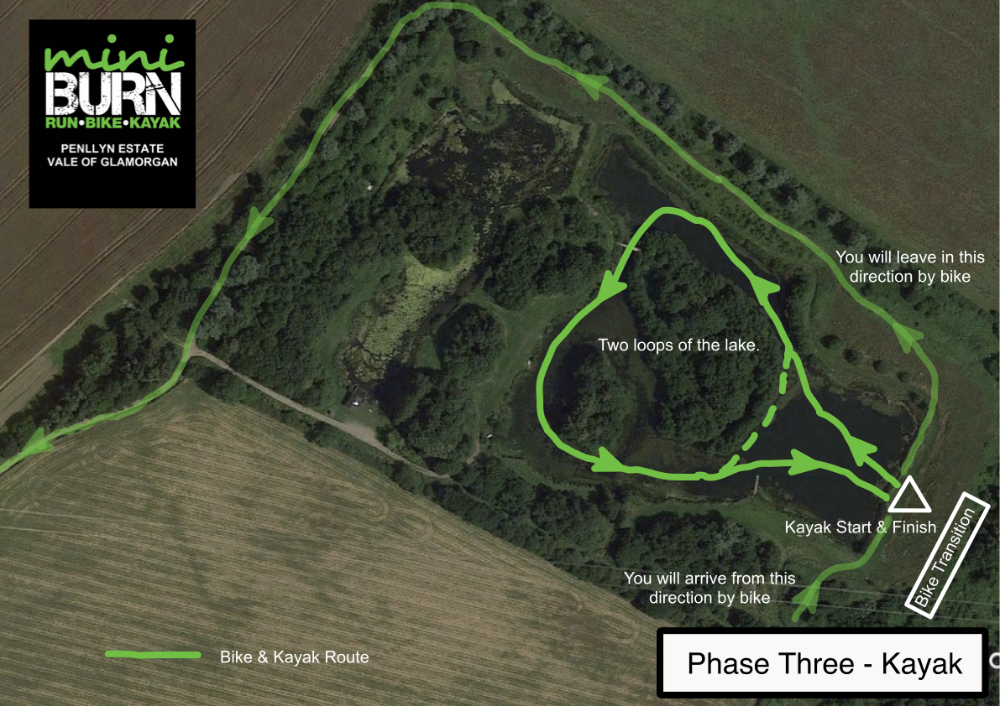 mini
BURN
RUN•BIKE•KAYAK
PENLLYN ESTATE
VALE OF GLAMORGAN
You will leave in this
direction by bike
Two loops of the lake.
Kayak Start & Finish
Bike Transition
You will arrive from this
direction by bike
Bike & Kayak Route
Phase Three - Kayak